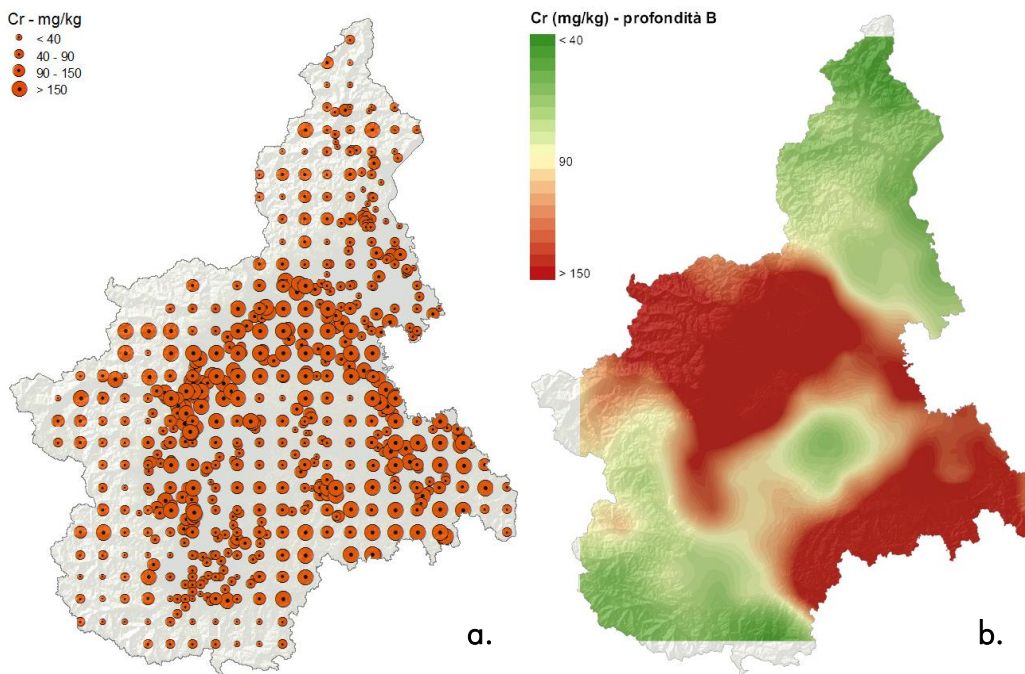 Cr - mg/kg
< 40
40 - 90
90 - 150
> 150
a.
Cr (mg/kg) - profondità B
< 40
90
> 150
b.